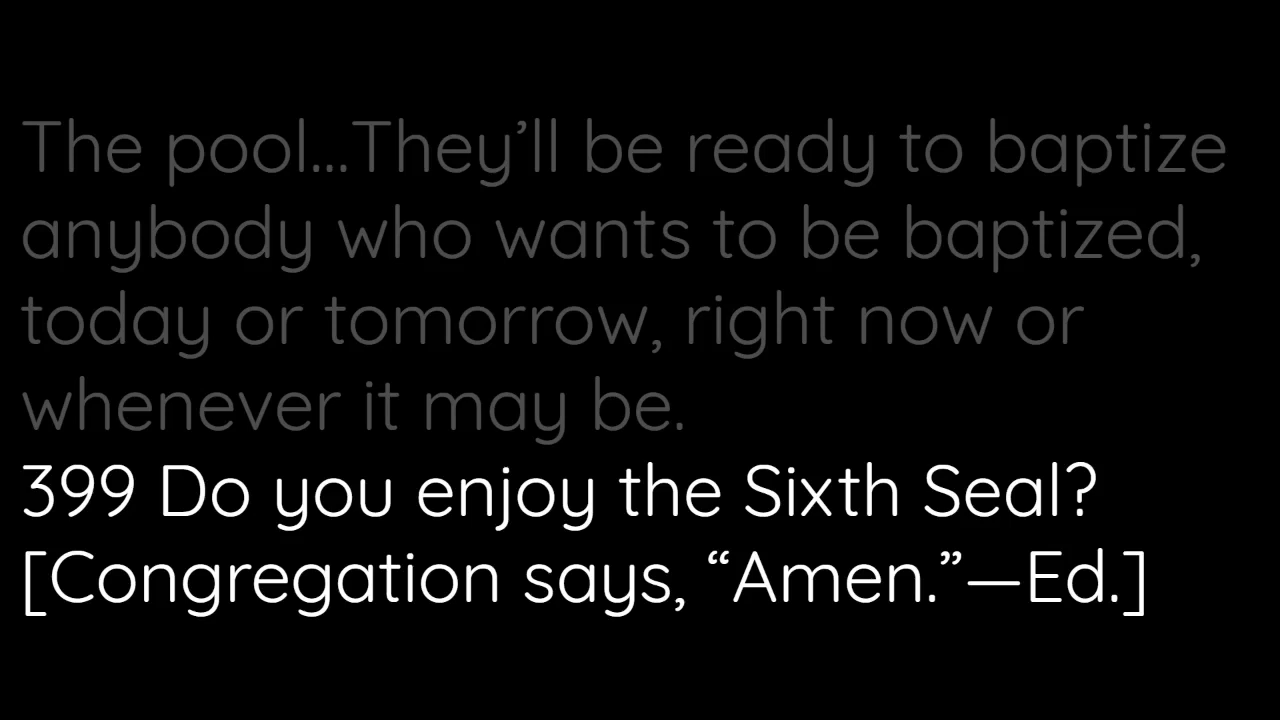 The pool...They’ll be ready to baptize
anybody who wants to be baptized,
today or tomorrow, right now or
whenever it may be.
399 Do you enjoy the Sixth Seal?
[Congregation says, “Amen.”—Ed.]